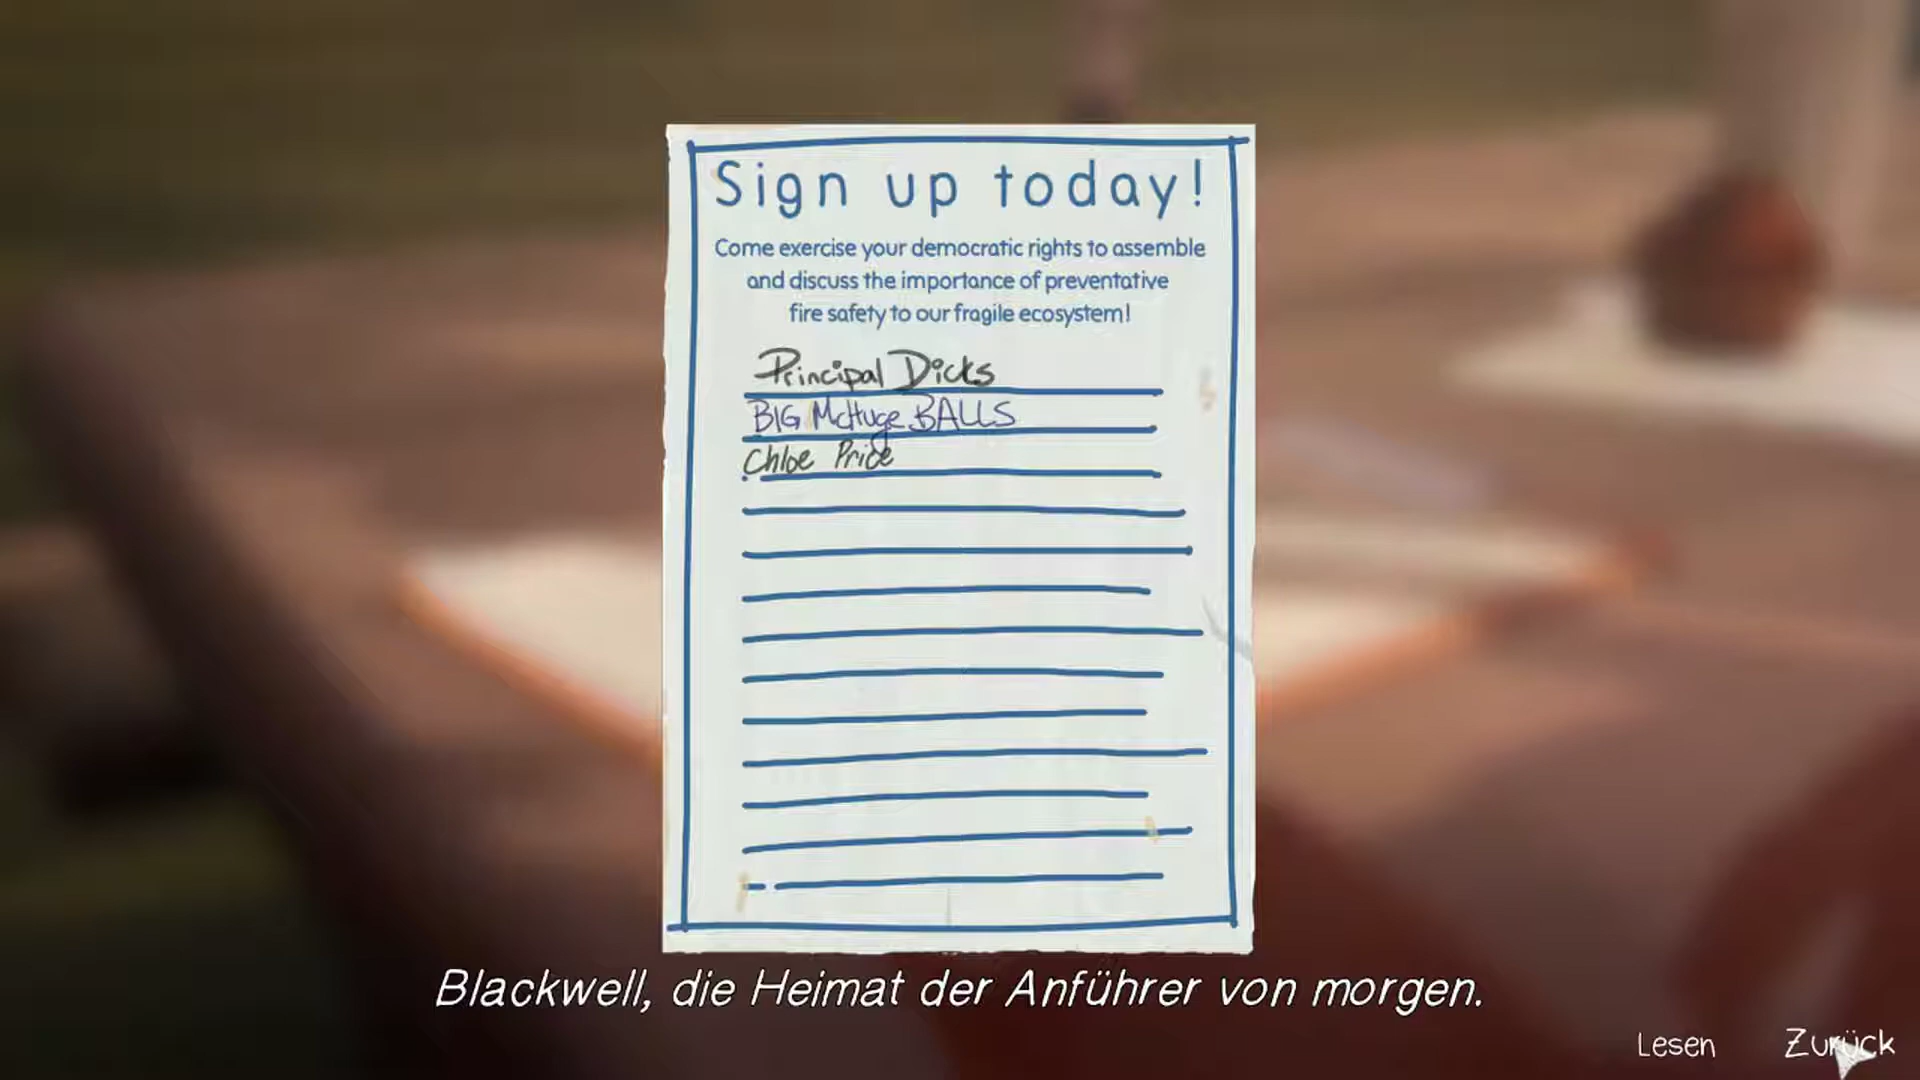 Sign up today!
Come exercise your democratic rights to assemble
and discuss the importance of preventative
fire safety to our fragile ecosystem!
Principal Dicks
BIG McHuge BALLS
Chloe Price
Blackwell, die Heimat der Anführer von morgen.
Lesen Zurück